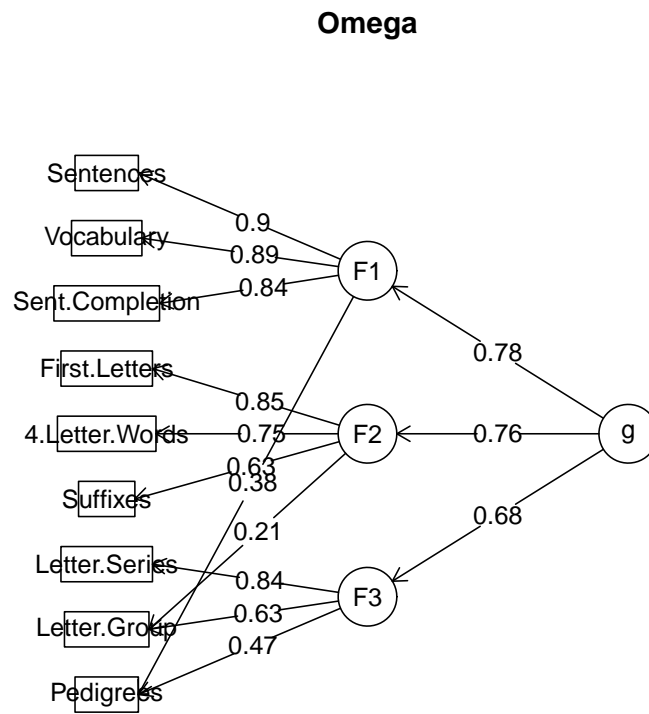 Omega
Sentences
Vocabulary
Sent.Completion
First.Letters
4.Letter.Words
Suffixes
Letter.Series
Letter.Group
Pedigrees
0.9
0.89
0.84
0.85
0.75
0.63
0.38
0.21
0.84
0.63
0.47
F1
F2
F3
0.78
0.76
0.68
g